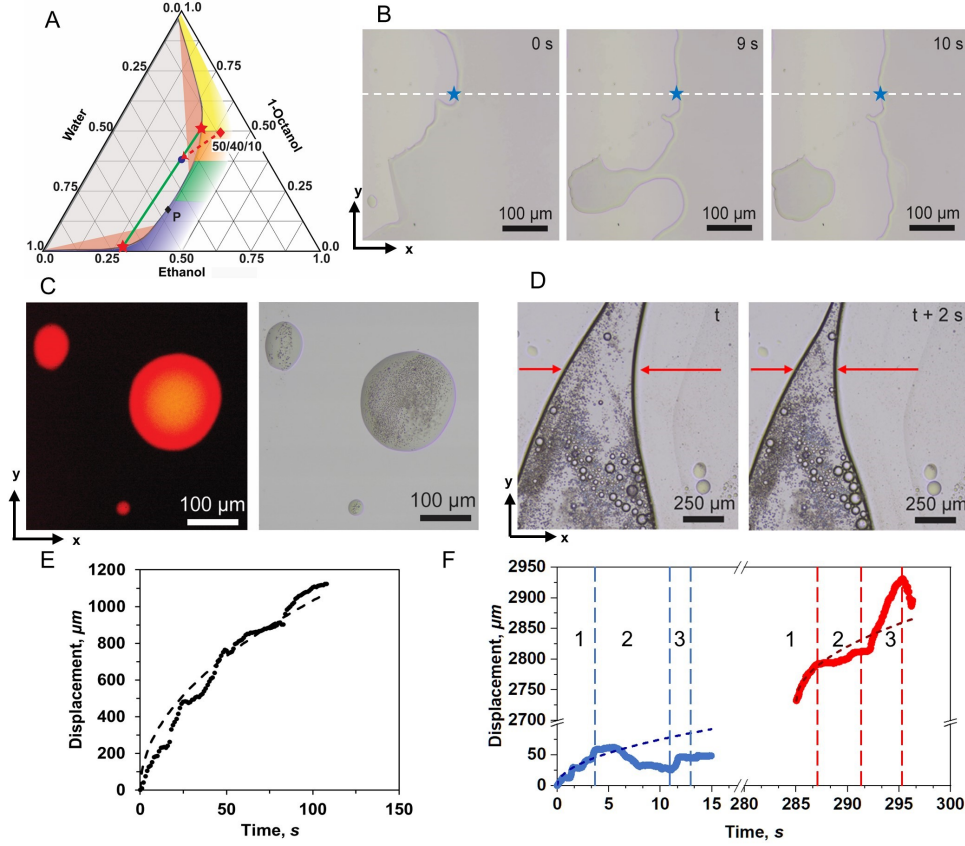 A
0.0 1.0
0.25
0.75
Water
1-Octanol
0.50
0.50
50/40/10
0.75
0.25
P
1.0
0.0
0.0
0.25
0.50
0.75
1.0
Ethanol
B
0 s
9 s
10 s
y
x
100 µm
100 µm
100 µm
C
y
x
100 µm
100 µm
D
t
t + 2 s
y
x
250 µm
250 µm
E
Displacement, µm
1200
1000
800
600
400
200
0
0
50
100
150
Time, s
F
Displacement, µm
2950
2900
2850
2800
2750
2700
50
0
1
2
3
1
2
3
0
5
10
15
280
285
290
295
300
Time, s